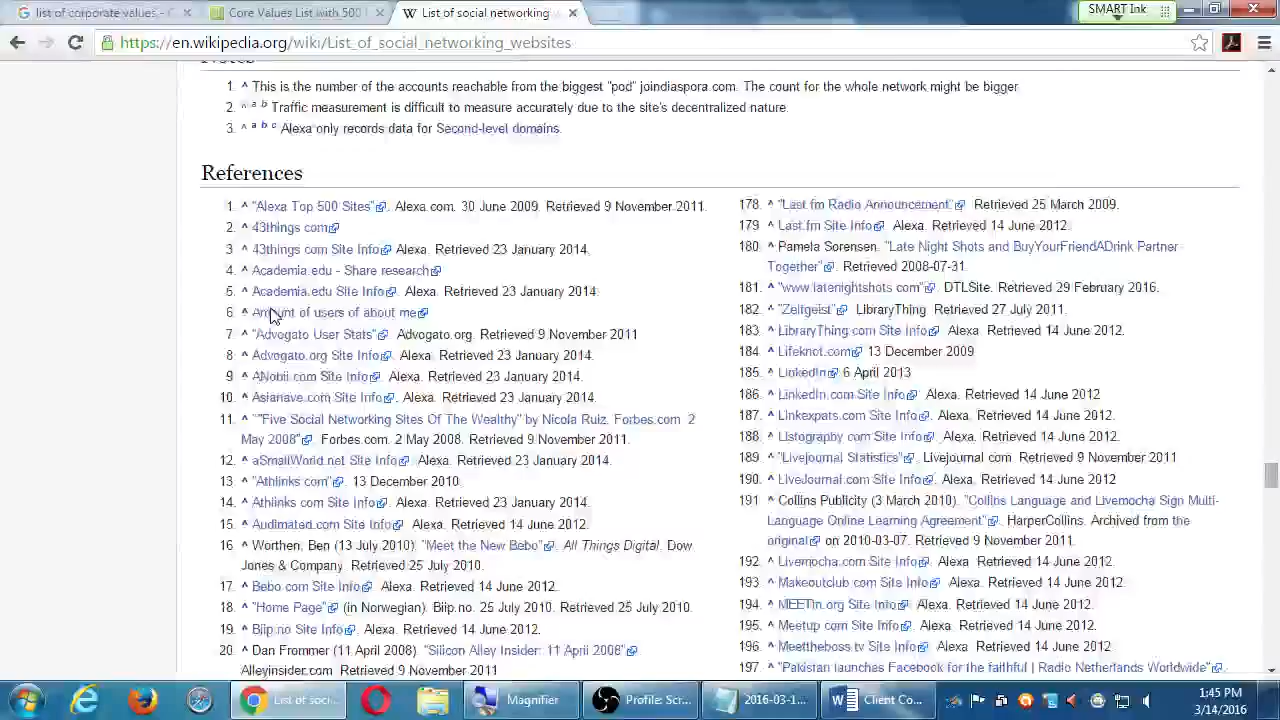 list of corporate values - C
Core Values List with 500
List of social networking
SMART Ink
https://en.wikipedia.org/wiki/List_of_social_networking_websites
Notes
1. ^ This is the number of the accounts reachable from the biggest "pod" joindiaspora.com. The count for the whole network might be bigger
2. ^ a b Traffic measurement is difficult to measure accurately due to the site's decentralized nature.
3. ^ a b c Alexa only records data for Second-level domains.
References
1. ^ "Alexa Top 500 Sites". Alexa.com. 30 June 2009. Retrieved 9 November 2011.
2. ^ 43things.com
3. ^ 43things.com Site Info Alexa. Retrieved 23 January 2014.
4. ^ Academia.edu - Share research
5. ^ Academia.edu Site Info Alexa. Retrieved 23 January 2014
6. ^ Amount of users of about me
7. ^ "Advogato User Stats". Advogato.org. Retrieved 9 November 2011
8. ^ Advogato.org Site Info. Alexa. Retrieved 23 January 2014.
9. ^ ANobii.com Site Info. Alexa. Retrieved 23 January 2014.
10. ^ Asianave.com Site Info. Alexa. Retrieved 23 January 2014.
11. ^ ""Five Social Networking Sites Of The Wealthy" by Nicola Ruiz, Forbes.com 2
May 2008". Forbes.com. 2 May 2008. Retrieved 9 November 2011.
12. ^ aSmallWorld.net Site Info. Alexa. Retrieved 23 January 2014.
13. ^ "Athlinks.com". 13 December 2010.
14. ^ Athlinks.com Site Info. Alexa. Retrieved 23 January 2014.
15. ^ Audimated.com Site Info. Alexa. Retrieved 14 June 2012.
16. ^ Worthen, Ben (13 July 2010). "Meet the New Bebo". All Things Digital. Dow
Jones & Company. Retrieved 25 July 2010.
17. ^ Bebo.com Site Info. Alexa. Retrieved 14 June 2012.
18. ^ "Home Page" (in Norwegian). Biip.no. 25 July 2010. Retrieved 25 July 2010.
19. ^ Biip.no Site Info. Alexa. Retrieved 14 June 2012.
20. ^ Dan Frommer (11 April 2008). "Silicon Alley Insider: 11 April 2008"
Alleyinsider.com. Retrieved 9 November 2011
178. ^ "Last.fm Radio Announcement". Retrieved 25 March 2009.
179. ^ Last.fm Site Info. Alexa. Retrieved 14 June 2012.
180. ^ Pamela Sorensen. "Late Night Shots and BuyYourFriendADrink Partner
Together". Retrieved 2008-07-31.
181. ^ "www.latenightshots.com". DTLSite. Retrieved 29 February 2016.
182. ^ "Zeitgeist". LibraryThing. Retrieved 27 July 2011.
183. ^ LibraryThing.com Site Info. Alexa. Retrieved 14 June 2012.
184. ^ Lifeknot.com 13 December 2009
185. ^ LinkedIn. 6 April 2013
186. ^ LinkedIn.com Site Info. Alexa. Retrieved 14 June 2012
187. ^ Linkexpats.com Site Info. Alexa. Retrieved 14 June 2012.
188. ^ Listography.com Site Info. Alexa. Retrieved 14 June 2012.
189. ^ "Livejournal Statistics". Livejournal.com. Retrieved 9 November 2011
190. ^ LiveJournal.com Site Info. Alexa. Retrieved 14 June 2012
191. ^ Collins Publicity (3 March 2010). "Collins Language and Livemocha Sign Multi-
Language Online Learning Agreement". HarperCollins. Archived from the
original on 2010-03-07. Retrieved 9 November 2011.
192. ^ Livemocha.com Site Info. Alexa. Retrieved 14 June 2012.
193. ^ Makeoutclub.com Site Info. Alexa. Retrieved 14 June 2012.
194. ^ MEETin.org Site Info. Alexa. Retrieved 14 June 2012.
195. ^ Meetup.com Site Info. Alexa. Retrieved 14 June 2012.
196. ^ Meettheboss.tv Site Info. Alexa. Retrieved 14 June 2012.
197. ^ "Pakistan launches Facebook for the faithful | Radio Netherlands Worldwide".
List of soci...
Magnifier
Profile: Scr...
2016-03-1...
Client Co...
1:45 PM
3/14/2016